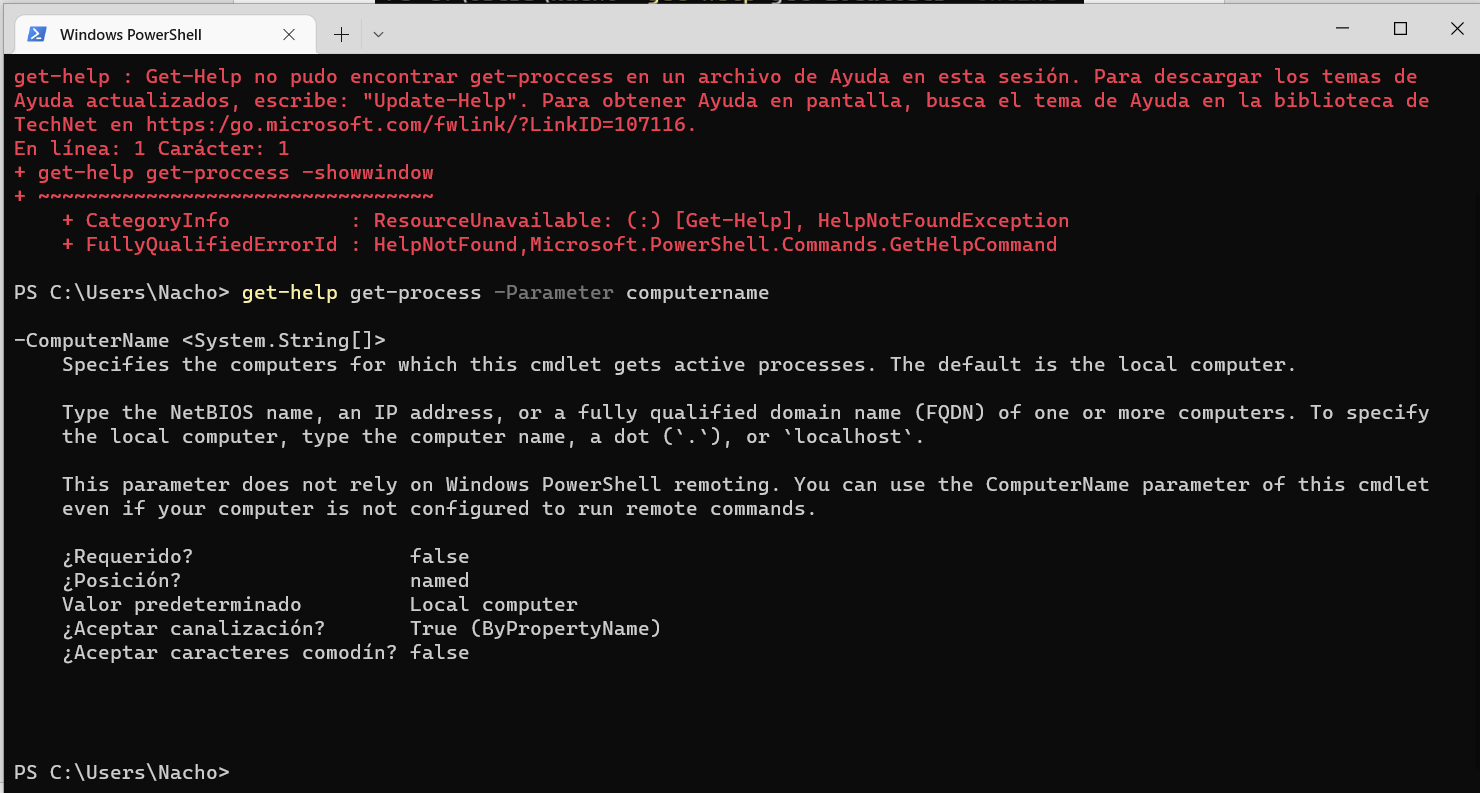 Windows PowerShell
get-help : Get-Help no pudo encontrar get-proccess en un archivo de Ayuda en esta sesión. Para descargar los temas de
Ayuda actualizados, escribe: "Update-Help". Para obtener Ayuda en pantalla, busca el tema de Ayuda en la biblioteca de
TechNet en https:/go.microsoft.com/fwlink/?LinkID=107116.
En línea: 1 Carácter: 1
+ get-help get-proccess -showwindow
+ ~~~~~~~~~~~~~~~~~~~~~~~~~~~~~~~~~
    + CategoryInfo          : ResourceUnavailable: (:) [Get-Help], HelpNotFoundException
    + FullyQualifiedErrorId : HelpNotFound,Microsoft.PowerShell.Commands.GetHelpCommand
PS C:\Users\Nacho> get-help get-process -Parameter computername
-ComputerName <System.String[]>
    Specifies the computers for which this cmdlet gets active processes. The default is the local computer.
    Type the NetBIOS name, an IP address, or a fully qualified domain name (FQDN) of one or more computers. To specify
    the local computer, type the computer name, a dot (`.`), or `localhost`.
    This parameter does not rely on Windows PowerShell remoting. You can use the ComputerName parameter of this cmdlet
    even if your computer is not configured to run remote commands.
    ¿Requerido?                  false
    ¿Posición?                   named
    Valor predeterminado         Local computer
    ¿Aceptar canalización?       True (ByPropertyName)
    ¿Aceptar caracteres comodín? false
PS C:\Users\Nacho>